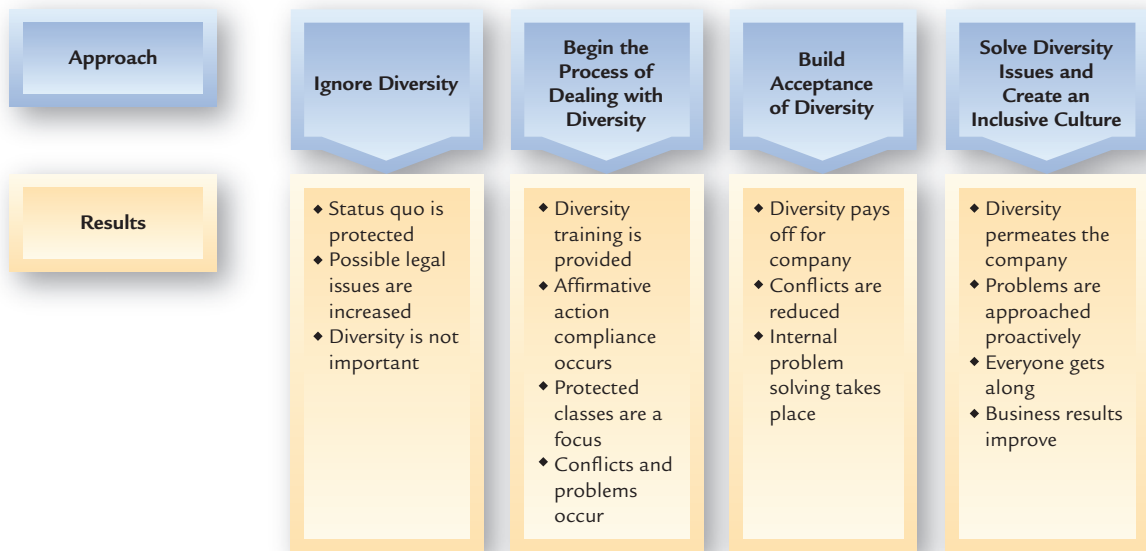 Approach
Ignore Diversity
Begin the
Process of
Dealing with
Diversity
Build
Acceptance
of Diversity
Solve Diversity
Issues and
Create an
Inclusive Culture
Results
◆ Status quo is
protected
◆ Possible legal
issues are
increased
◆ Diversity is not
important
◆ Diversity
training is
provided
◆ Affirmative
action
compliance
occurs
◆ Protected
classes are a
focus
◆ Conflicts and
problems
occur
◆ Diversity pays
off for
company
◆ Conflicts are
reduced
◆ Internal
problem
solving takes
place
◆ Diversity
permeates the
company
◆ Problems are
approached
proactively
◆ Everyone gets
along
◆ Business results
improve